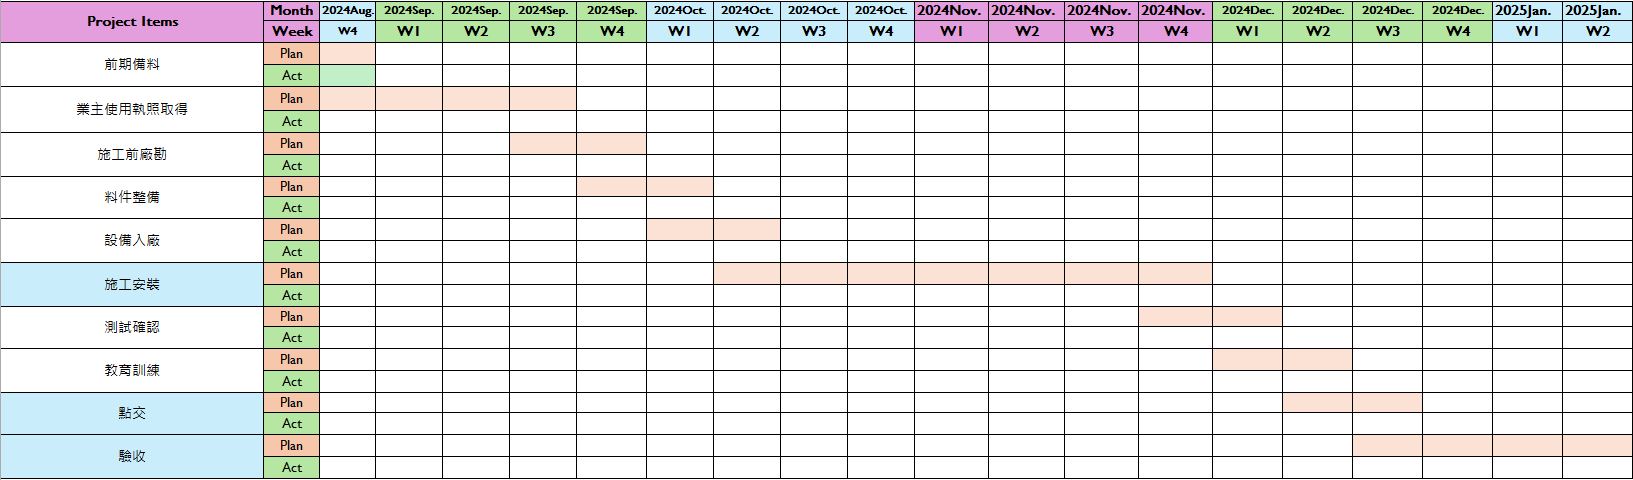 Project Items Month 2024Aug. 2024Sep. 2024Sep. 2024Sep. 2024Sep. 2024Oct. 2024Oct. 2024Oct. 2024Oct. 2024Nov. 2024Nov. 2024Nov. 2024Nov. 2024Dec. 2024Dec. 2024Dec. 2024Dec. 2025Jan. 2025Jan.
Week W4 W1 W2 W3 W4 W1 W2 W3 W4 W1 W2 W3 W4 W1 W2 W3 W4 W1 W2
前期備料 Plan
Act
業主使用執照取得 Plan
Act
施工前廠勘 Plan
Act
料件整備 Plan
Act
設備入廠 Plan
Act
施工安裝 Plan
Act
測試確認 Plan
Act
教育訓練 Plan
Act
點交 Plan
Act
驗收 Plan
Act